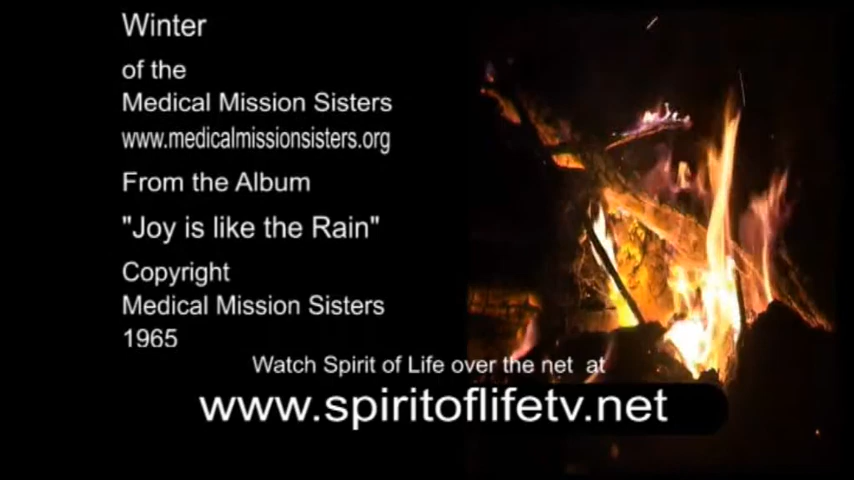 Winter
of the
Medical Mission Sisters
www.medicalmissionsisters.org
From the Album
"Joy is like the Rain"
Copyright
Medical Mission Sisters
1965
Watch Spirit of Life over the net at
www.spiritoflifetv.net